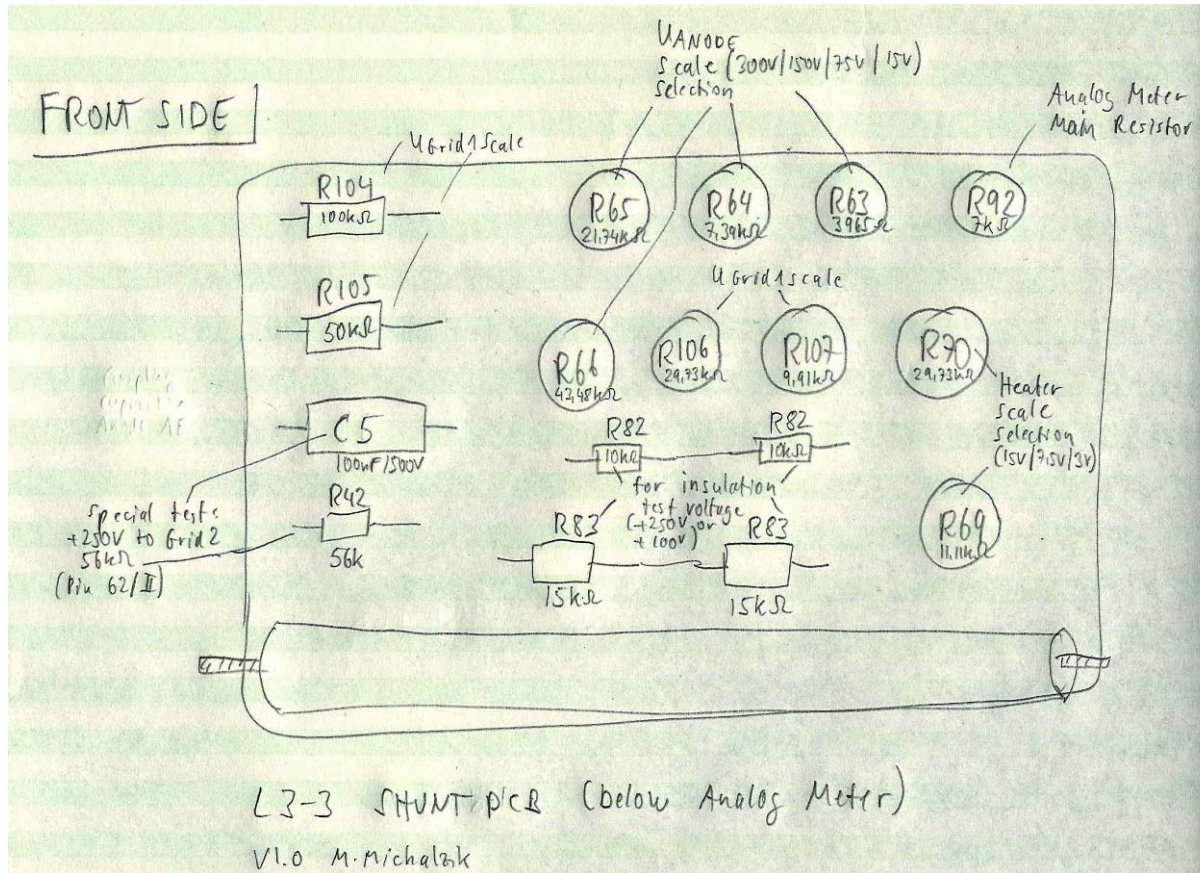 UANODE
Scale (300V/150V/75V/15V)
Selection
FRONT SIDE!
Analog Meter
Main Resistor
UGrid1Scale
R104
100kΩ
R65
21,74kΩ
R64
7,39kΩ
R63
3965Ω
R92
7kΩ
R105
50kΩ
UGrid1Scale
R66
43,48kΩ
R106
29,73kΩ
R107
9,91kΩ
R70
29,73kΩ
Heater
Scale
Selection
(15V/7,5V/3V)
C5
100nF/500V
R82
10kΩ
R82
10kΩ
for insulation
test voltage
(+250V or
+100V)
R42
56k
Special test:
+250V to Grid2
56kΩ
(Pin 62/II)
R83
15kΩ
R83
15kΩ
R69
11,11kΩ
L3-3 SHUNT-PCB (below Analog Meter)
V1.0 M.Michalzik